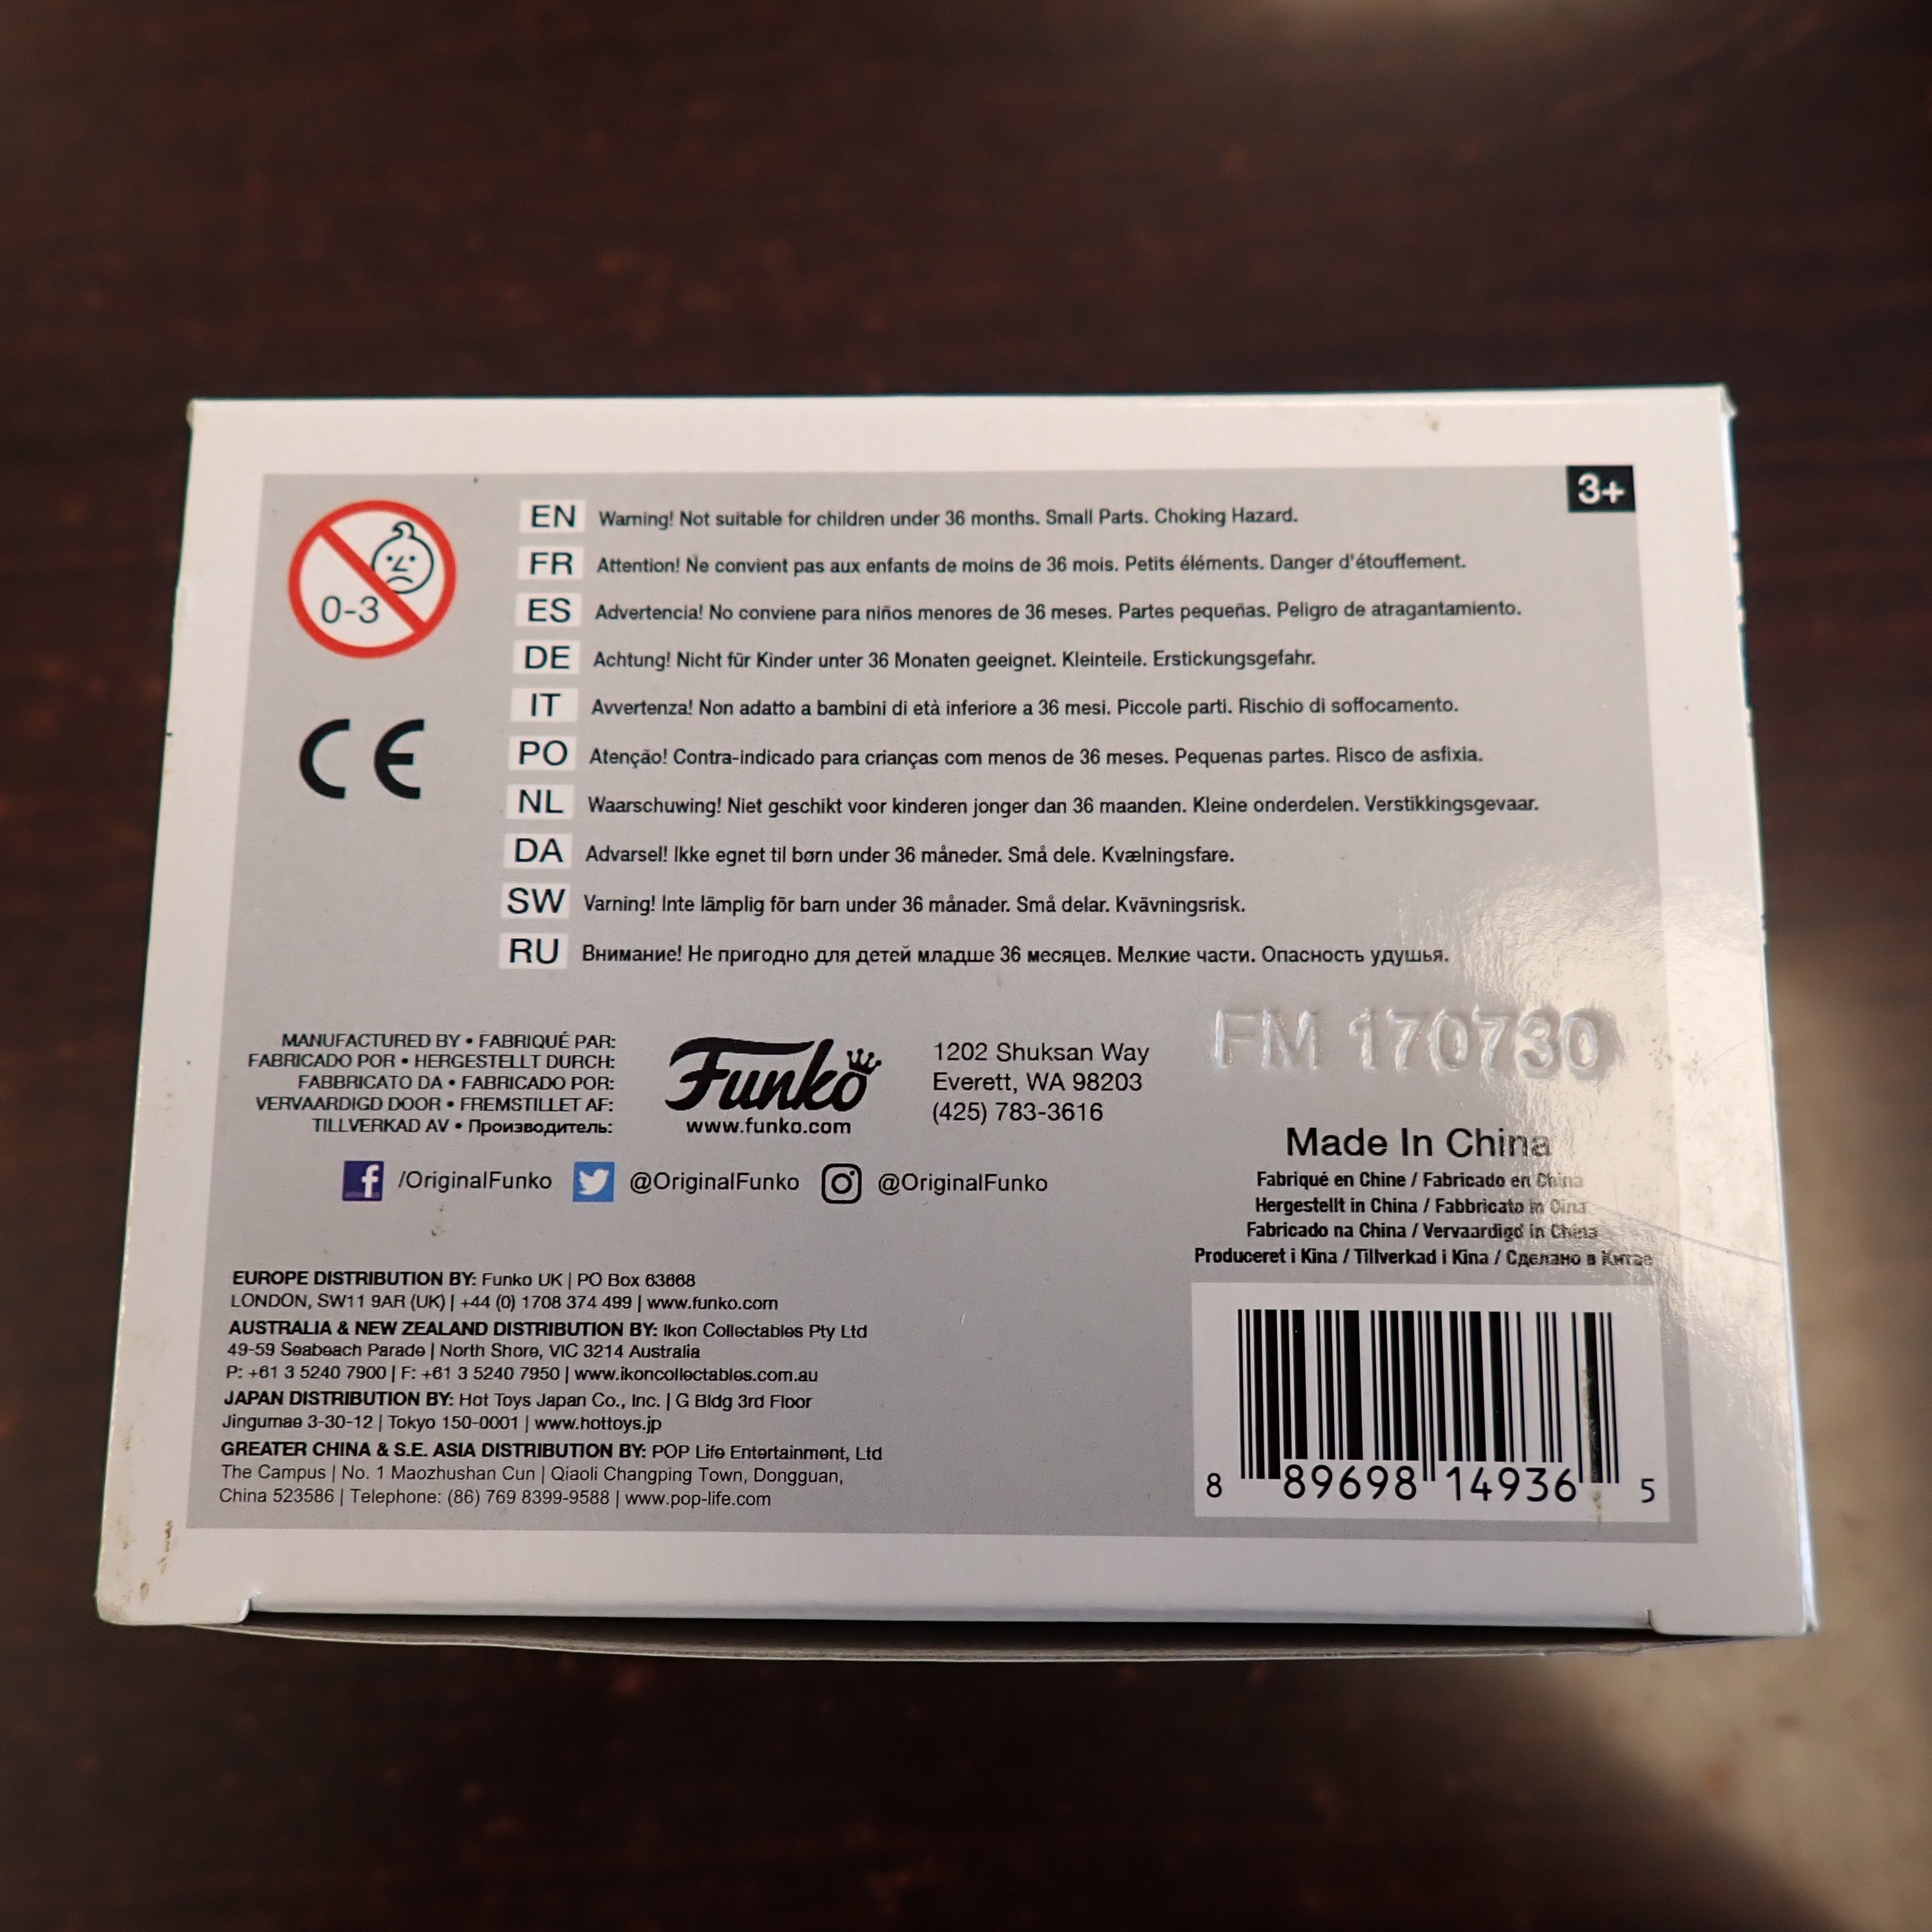 3+
0-3
EN Warning! Not suitable for children under 36 months. Small Parts. Choking Hazard.
FR Attention! Ne convient pas aux enfants de moins de 36 mois. Petits éléments. Danger d'étouffement.
ES Advertencia! No conviene para niños menores de 36 meses. Partes pequeñas. Peligro de atragantamiento.
DE Achtung! Nicht für Kinder unter 36 Monaten geeignet. Kleinteile. Erstickungsgefahr.
IT Avvertenza! Non adatto a bambini di età inferiore a 36 mesi. Piccole parti. Rischio di soffocamento.
CE
PO Atenção! Contra-indicado para crianças com menos de 36 meses. Pequenas partes. Risco de asfixia.
NL Waarschuwing! Niet geschikt voor kinderen jonger dan 36 maanden. Kleine onderdelen. Verstikkingsgevaar.
DA Advarsel! Ikke egnet til børn under 36 måneder. Små dele. Kvælningsfare.
SW Varning! Inte lämplig för barn under 36 månader. Små delar. Kvävningsrisk.
RU Внимание! Не пригодно для детей младше 36 месяцев. Мелкие части. Опасность удушья.
MANUFACTURED BY • FABRIQUÉ PAR:
FABRICADO POR • HERGESTELLT DURCH:
FABBRICATO DA • FABRICADO POR:
VERVAARDIGD DOOR • FREMSTILLET AF:
TILLVERKAD AV • Производитель:
Funko
www.funko.com
1202 Shuksan Way
Everett, WA 98203
(425) 783-3616
FM 170730
/OriginalFunko @OriginalFunko @OriginalFunko
Made In China
Fabriqué en Chine / Fabricado en China
Hergestellt in China / Fabbricato in Cina
Fabricado na China / Vervaardigd in China
Produceret i Kina / Tillverkad i Kina / Сделано в Китае
EUROPE DISTRIBUTION BY: Funko UK | PO Box 63668
LONDON, SW11 9AR (UK) | +44 (0) 1708 374 499 | www.funko.com
AUSTRALIA & NEW ZEALAND DISTRIBUTION BY: Ikon Collectables Pty Ltd
49-59 Seabeach Parade | North Shore, VIC 3214 Australia
P: +61 3 5240 7900 | F: +61 3 5240 7950 | www.ikoncollectables.com.au
JAPAN DISTRIBUTION BY: Hot Toys Japan Co., Inc. | G Bldg 3rd Floor
Jingumae 3-30-12 | Tokyo 150-0001 | www.hottoys.jp
GREATER CHINA & S.E. ASIA DISTRIBUTION BY: POP Life Entertainment, Ltd
The Campus | No. 1 Maozhushan Cun | Qiaoli Changping Town, Dongguan,
China 523586 | Telephone: (86) 769 8399-9588 | www.pop-life.com
8 89698 14936 5